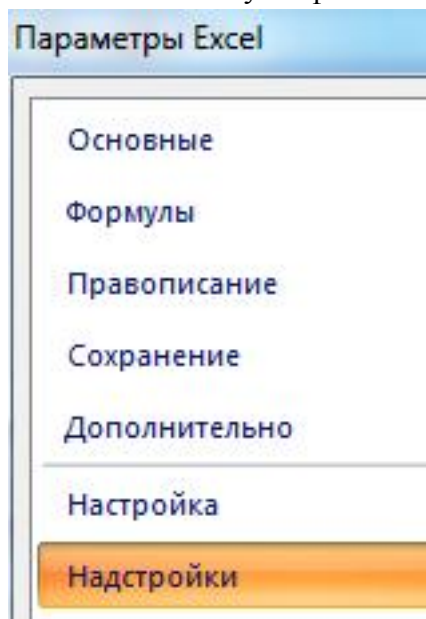 Параметры Excel
Основные
Формулы
Правописание
Сохранение
Дополнительно
Настройка
Надстройки